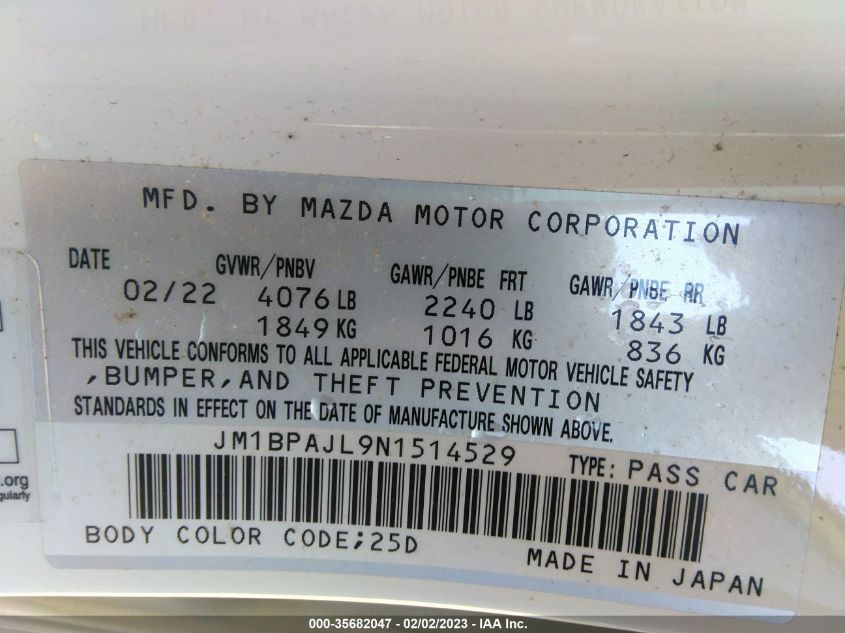 MFD. BY MAZDA MOTOR CORPORATION
DATE GVWR/PNBV GAWR/PNBE FRT GAWR/PNBE RR
02/22 4076 LB 2240 LB 1843 LB
1849 KG 1016 KG 836 KG
THIS VEHICLE CONFORMS TO ALL APPLICABLE FEDERAL MOTOR VEHICLE SAFETY
,BUMPER,AND THEFT PREVENTION
STANDARDS IN EFFECT ON THE DATE OF MANUFACTURE SHOWN ABOVE.
JM1BPAJL9N1514529 TYPE: PASS CAR
.org
BODY COLOR CODE;25D MADE IN JAPAN
000-35682047 - 02/02/2023 - IAA Inc.